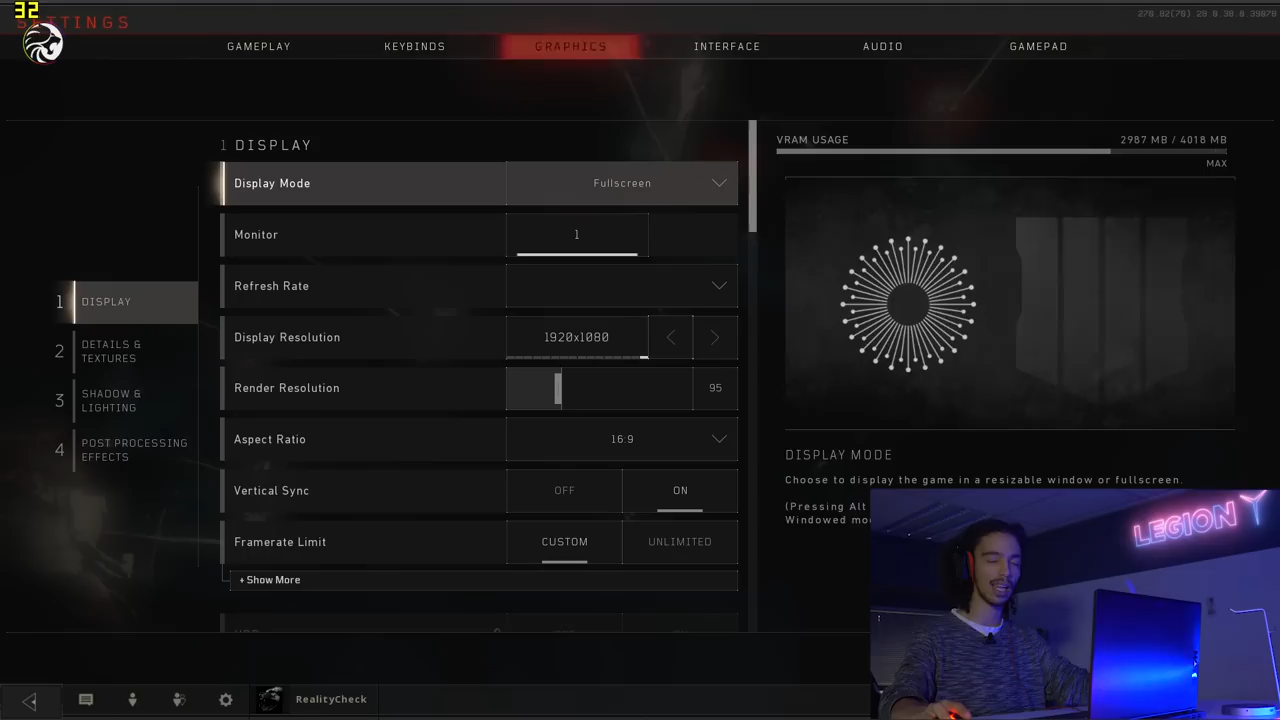 32
SETTINGS
GAMEPLAY
KEYBINDS
GRAPHICS
INTERFACE
AUDIO
GAMEPAD
1 DISPLAY
2 DETAILS &
TEXTURES
3 SHADOW &
LIGHTING
4 POST PROCESSING
EFFECTS
1 DISPLAY
Display Mode Fullscreen
Monitor 1
Refresh Rate
Display Resolution 1920x1080
Render Resolution 95
Aspect Ratio 16:9
Vertical Sync OFF ON
Framerate Limit CUSTOM UNLIMITED
+ Show More
VRAM USAGE 2987 MB / 4018 MB
MAX
DISPLAY MODE
Choose to display the game in a resizable window or fullscreen.
(Pressing Alt
Windowed mo
LEGION
RealityCheck